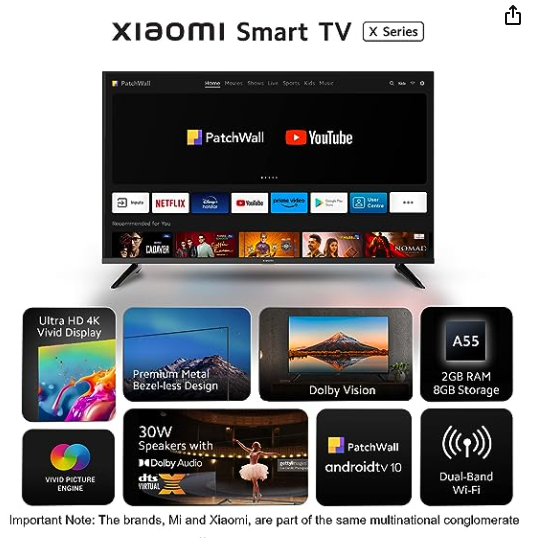 XIAOMI Smart TV X Series
PatchWall Home Movies Shows Live Sports Kids Music
PatchWall YouTube
Inputs NETFLIX Disney+ hotstar YouTube prime video Google Play Store User Centre
Recommended for You
CADAVER NOMAD
XIAOMI
Ultra HD 4K
Vivid Display
Premium Metal
Bezel-less Design
Dolby Vision
A55
2GB RAM
8GB Storage
VIVID PICTURE
ENGINE
30W
Speakers with
Dolby Audio
dts
VIRTUAL X
gettyimages
PatchWall
androidtv 10
Dual-Band
Wi-Fi
Important Note: The brands, Mi and Xiaomi, are part of the same multinational conglomerate